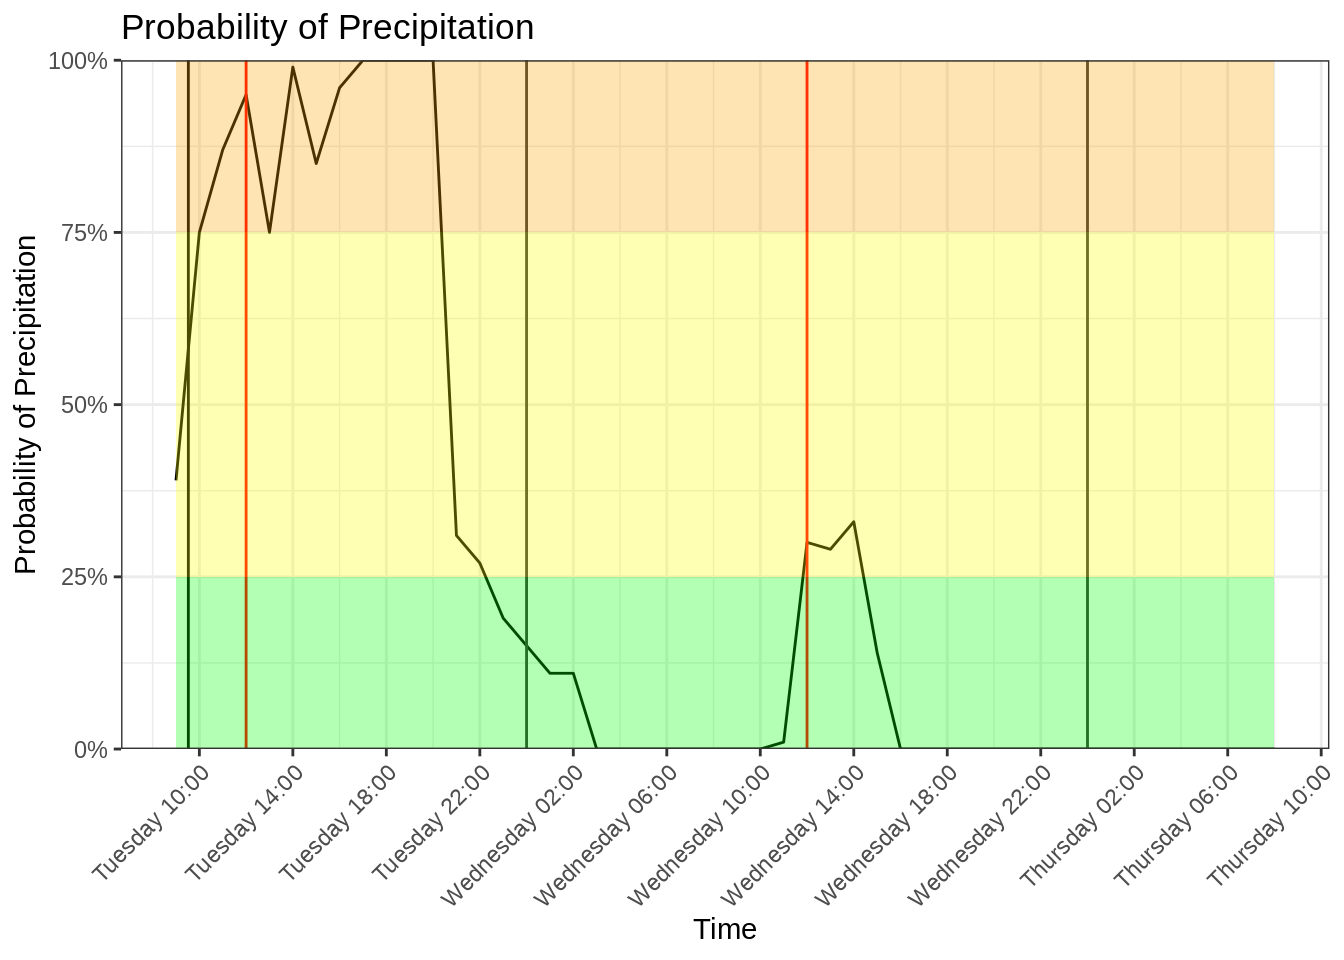 Probability of Precipitation
Probability of Precipitation
100%
75%
50%
25%
0%
Tuesday 10:00
Tuesday 14:00
Tuesday 18:00
Tuesday 22:00
Wednesday 02:00
Wednesday 06:00
Wednesday 10:00
Wednesday 14:00
Wednesday 18:00
Wednesday 22:00
Thursday 02:00
Thursday 06:00
Thursday 10:00
Time